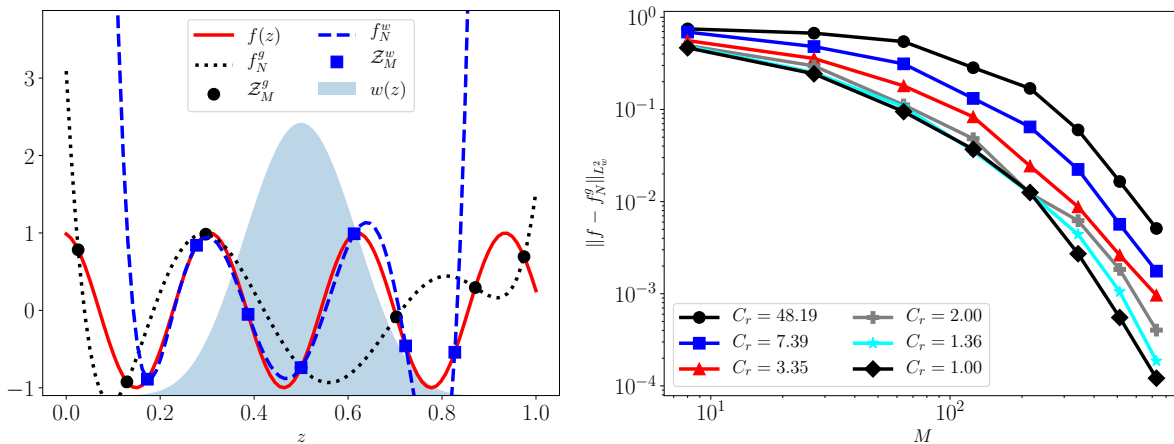 f(z)
f_N^g
Z_M^g
f_N^w
Z_M^w
w(z)
3
2
1
0
−1
0.0 0.2 0.4 0.6 0.8 1.0
z
||f − f_N^g||_{L_w^2}
10^0
10^{−1}
10^{−2}
10^{−3}
10^{−4}
C_r = 48.19
C_r = 7.39
C_r = 3.35
C_r = 2.00
C_r = 1.36
C_r = 1.00
10^1 10^2
M